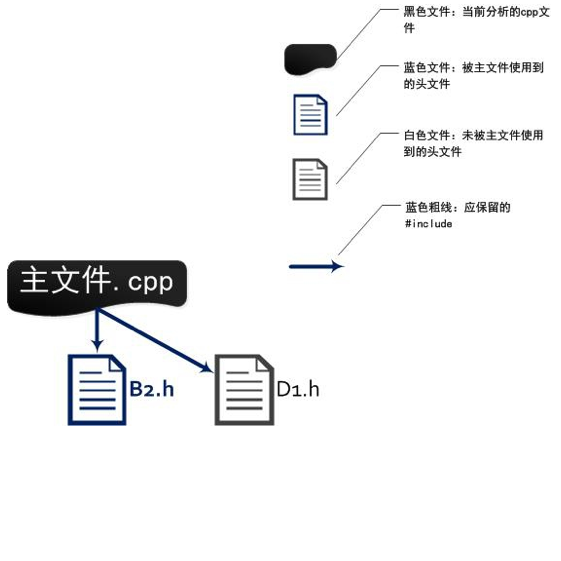 黑色文件：当前分析的cpp文
件
蓝色文件：被主文件使用到
的头文件
白色文件：未被主文件使用
到的头文件
蓝色粗线：应保留的
#include
主文件.cpp
B2.h
D1.h